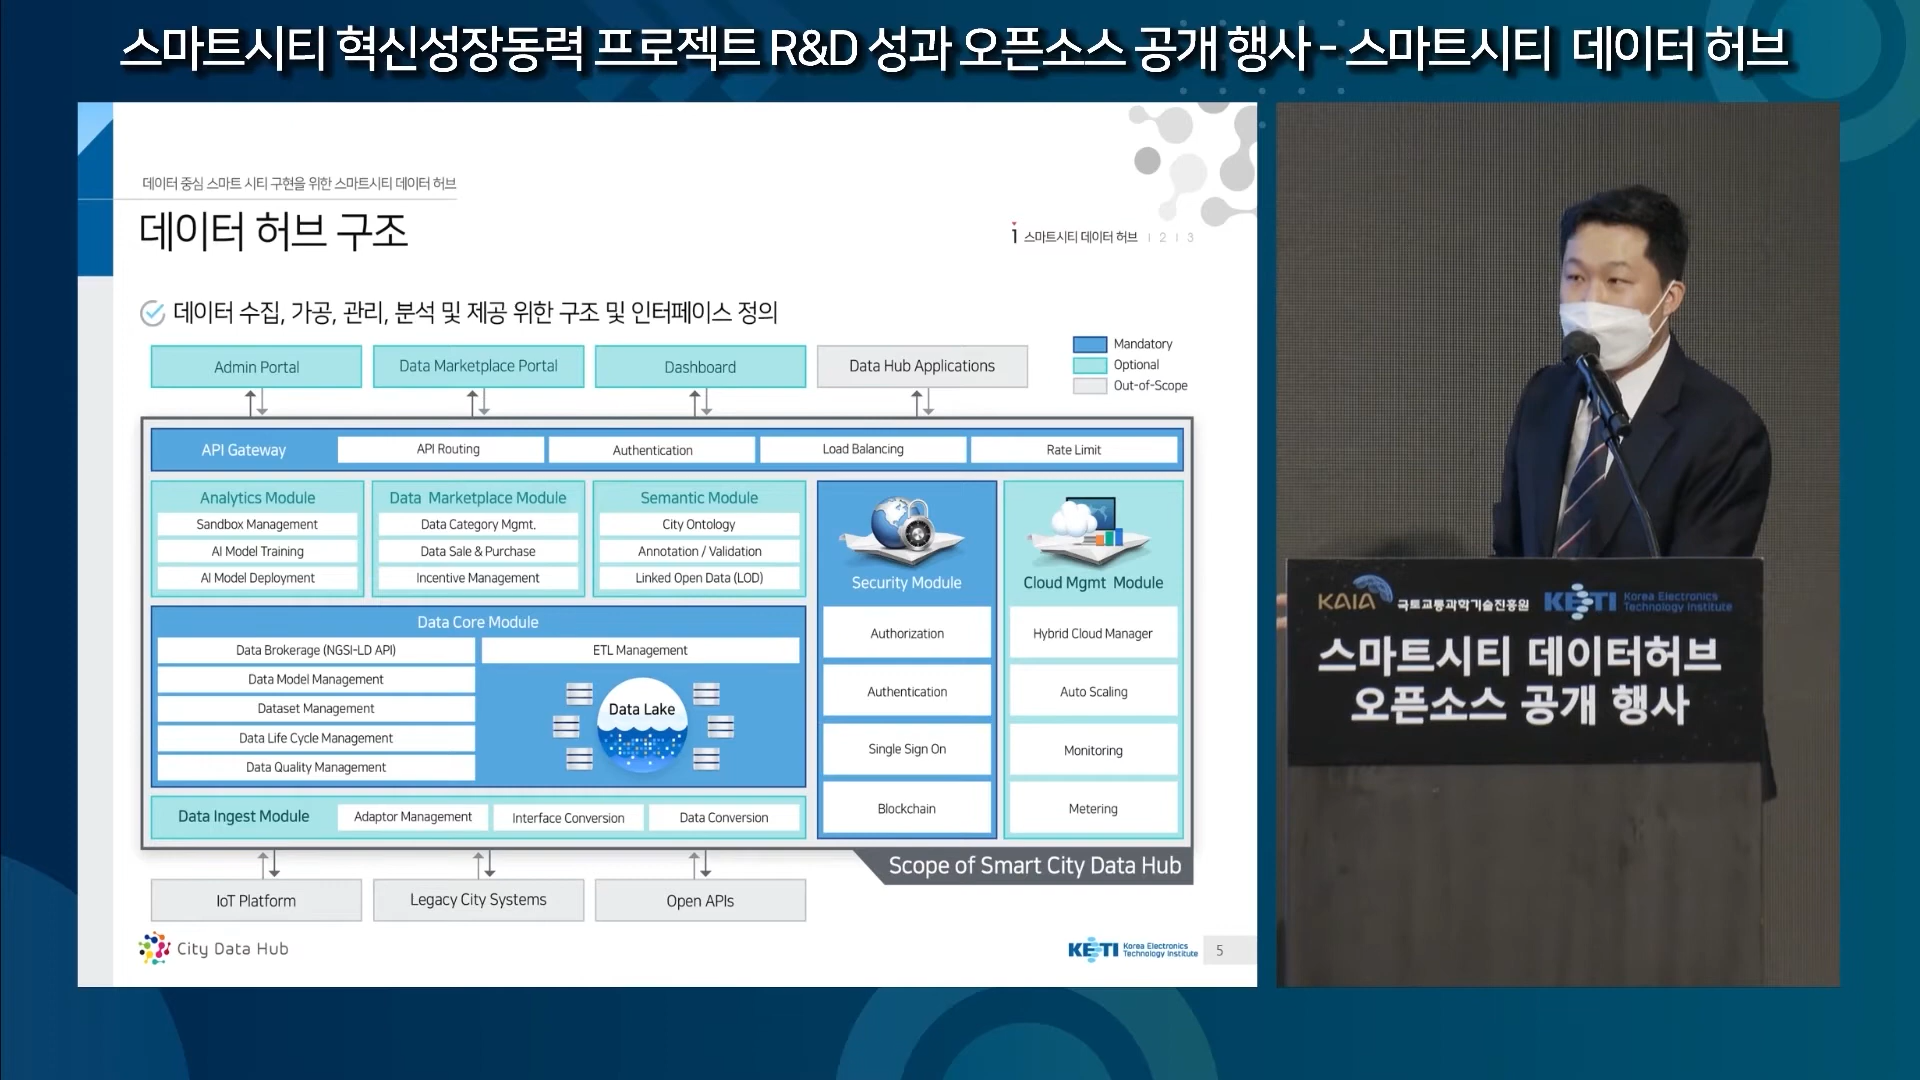 스마트시티 혁신성장동력 프로젝트 R&D 성과 오픈소스 공개 행사 - 스마트시티 데이터 허브
데이터 중심 스마트 시티 구현을 위한 스마트시티 데이터 허브
데이터 허브 구조
1 스마트시티 데이터 허브 | 2 | 3
데이터 수집, 가공, 관리, 분석 및 제공 위한 구조 및 인터페이스 정의
Mandatory
Optional
Out-of-Scope
Admin Portal
Data Marketplace Portal
Dashboard
Data Hub Applications
API Gateway
API Routing
Authentication
Load Balancing
Rate Limit
Analytics Module
Sandbox Management
AI Model Training
AI Model Deployment
Data Marketplace Module
Data Category Mgmt.
Data Sale & Purchase
Incentive Management
Semantic Module
City Ontology
Annotation / Validation
Linked Open Data (LOD)
Security Module
Authorization
Authentication
Single Sign On
Blockchain
Cloud Mgmt Module
Hybrid Cloud Manager
Auto Scaling
Monitoring
Metering
Data Core Module
Data Brokerage (NGSI-LD API)
Data Model Management
Dataset Management
Data Life Cycle Management
Data Quality Management
ETL Management
Data Lake
Data Ingest Module
Adaptor Management
Interface Conversion
Data Conversion
Scope of Smart City Data Hub
IoT Platform
Legacy City Systems
Open APIs
City Data Hub
KETI Korea Electronics
Technology Institute
5
KAIA 국토교통과학기술진흥원
KETI Korea Electronics
Technology Institute
스마트시티 데이터허브
오픈소스 공개 행사